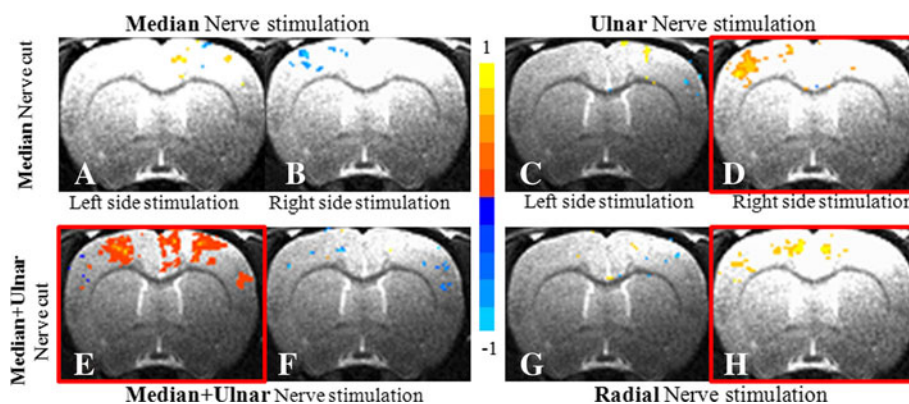 Median Nerve stimulation
Ulnar Nerve stimulation
Median Nerve cut
1
-1
A
B
C
D
Left side stimulation
Right side stimulation
Left side stimulation
Right side stimulation
Median+Ulnar
Nerve cut
E
F
G
H
Median+Ulnar Nerve stimulation
Radial Nerve stimulation